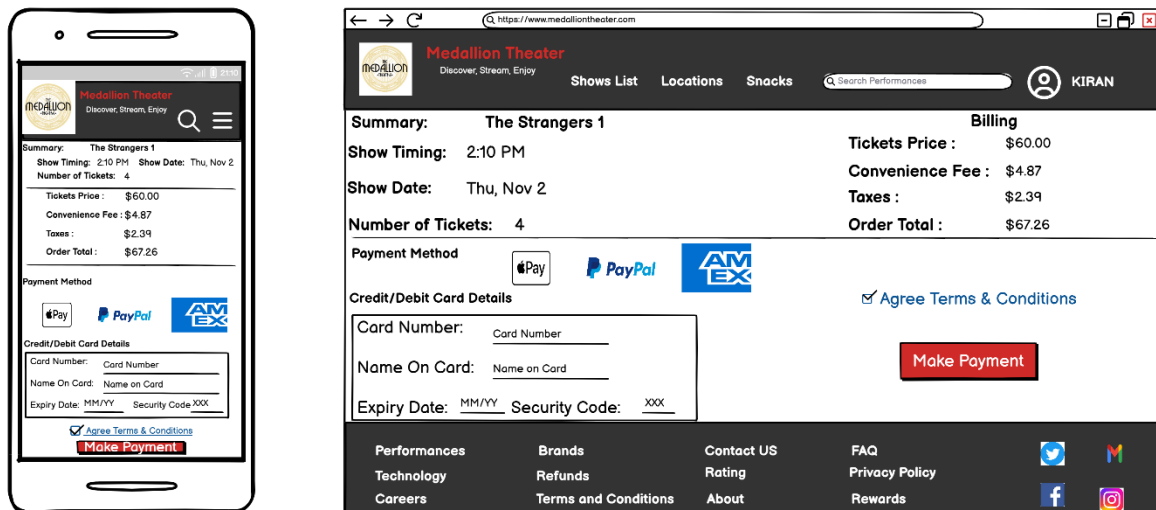 21:10
THE
MEDALLION
Medallion Theater
Discover, Stream, Enjoy
Summary: The Strangers 1
Show Timing: 2:10 PM Show Date: Thu, Nov 2
Number of Tickets: 4
Tickets Price : $60.00
Convenience Fee : $4.87
Taxes : $2.39
Order Total : $67.26
Payment Method
Pay PayPal AM
EX
Credit/Debit Card Details
Card Number: Card Number
Name On Card: Name on Card
Expiry Date: MM/YY Security Code XXX
Agree Terms & Conditions
Make Payment
https://www.medalliontheater.com
THE
MEDALLION
Medallion Theater
Discover, Stream, Enjoy
Shows List Locations Snacks Search Performances KIRAN
Summary: The Strangers 1
Show Timing: 2:10 PM
Show Date: Thu, Nov 2
Number of Tickets: 4
Billing
Tickets Price : $60.00
Convenience Fee : $4.87
Taxes : $2.39
Order Total : $67.26
Payment Method
Pay PayPal AM
EX
Credit/Debit Card Details
Card Number: Card Number
Name On Card: Name on Card
Expiry Date: MM/YY Security Code: XXX
Agree Terms & Conditions
Make Payment
Performances Brands Contact US FAQ
Technology Refunds Rating Privacy Policy
Careers Terms and Conditions About Rewards